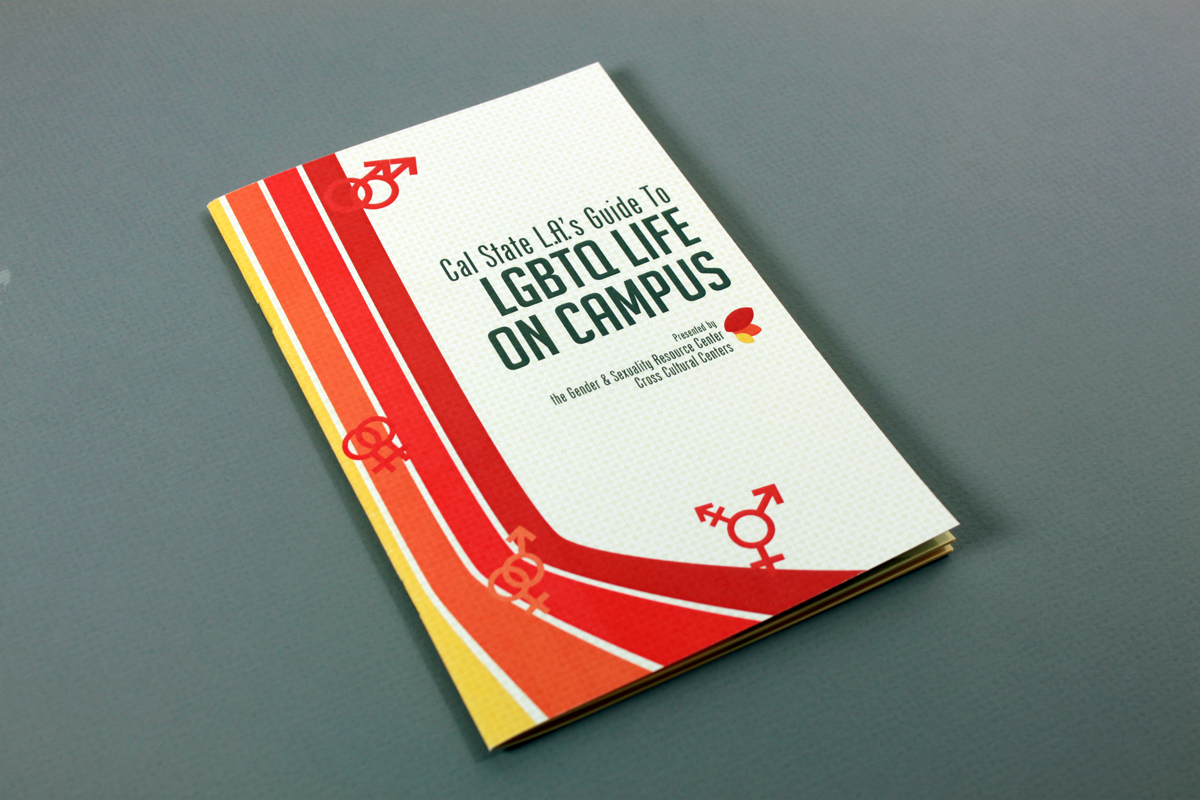 Cal State L.A.'s Guide To
LGBTQ LIFE
ON CAMPUS
Presented by
the Gender & Sexuality Resource Center
Cross Cultural Centers